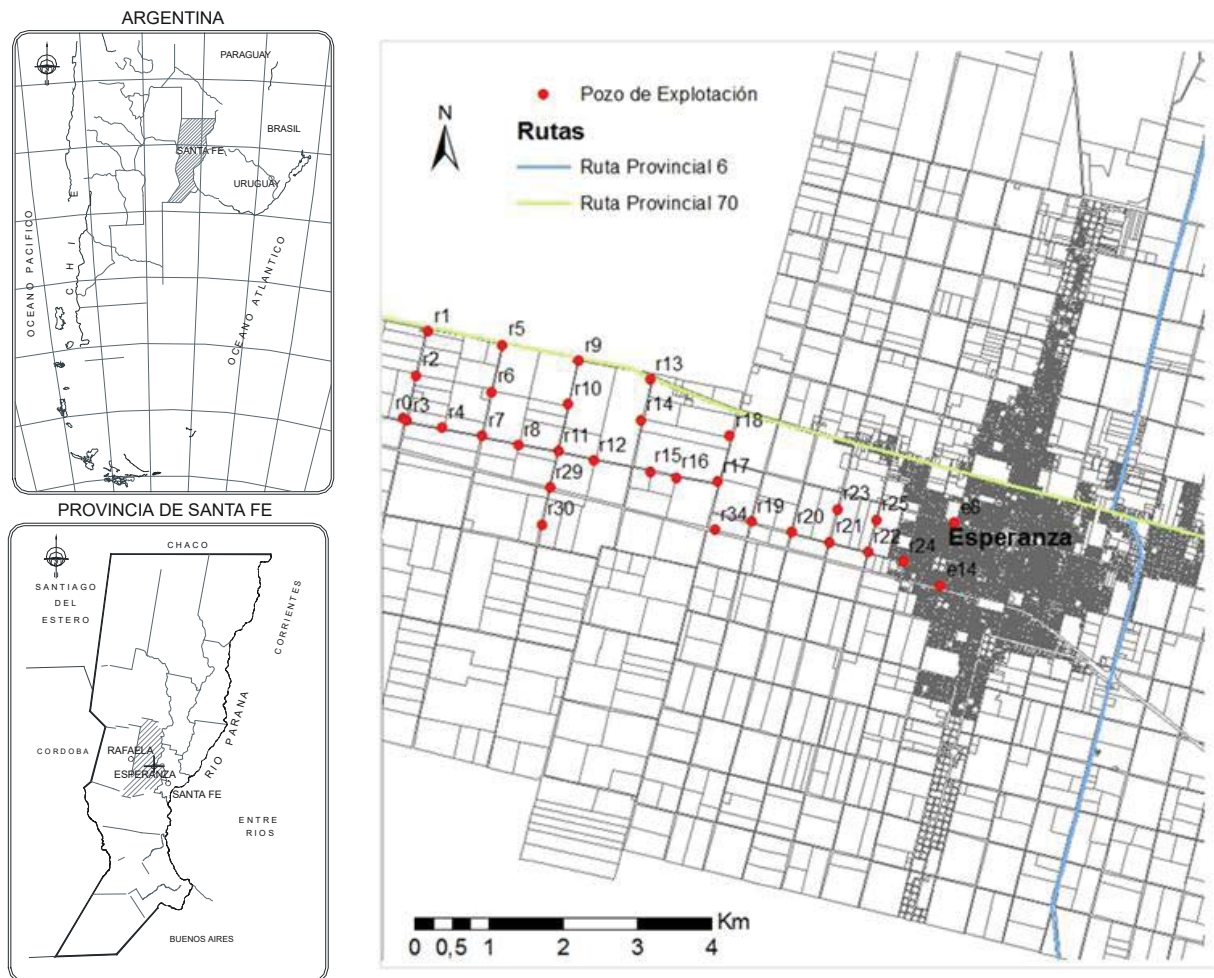 ARGENTINA
PARAGUAY
BRASIL
SANTA FE
URUGUAY
OCEANO PACIFICO
CHILE
OCEANO ATLANTICO
PROVINCIA DE SANTA FE
CHACO
SANTIAGO
DEL
ESTERO
CORRIENTES
RIO PARANA
CORDOBA
RAFAELA
ESPERANZA
SANTA FE
ENTRE
RIOS
BUENOS AIRES
N
Pozo de Explotación
Rutas
Ruta Provincial 6
Ruta Provincial 70
r1
r5
r9
r13
r2
r6
r10
r14
r18
r0
r3
r4
r7
r8
r11
r12
r15
r16
r17
r29
r30
r34
r19
r20
r23
r21
r25
r22
r24
e6
Esperanza
e14
Km
0 0,5 1 2 3 4